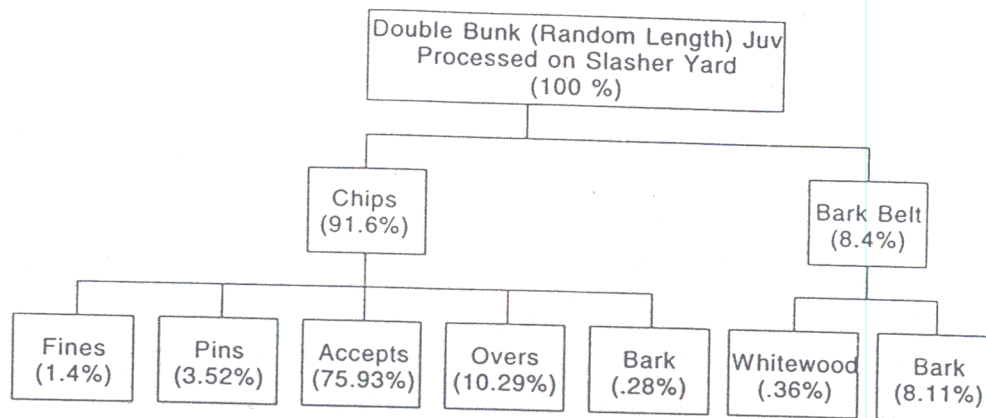 Double Bunk (Random Length) Juv
Processed on Slasher Yard
(100 %)
Chips
(91.6%)
Bark Belt
(8.4%)
Fines
(1.4%)
Pins
(3.52%)
Accepts
(75.93%)
Overs
(10.29%)
Bark
(.28%)
Whitewood
(.36%)
Bark
(8.11%)